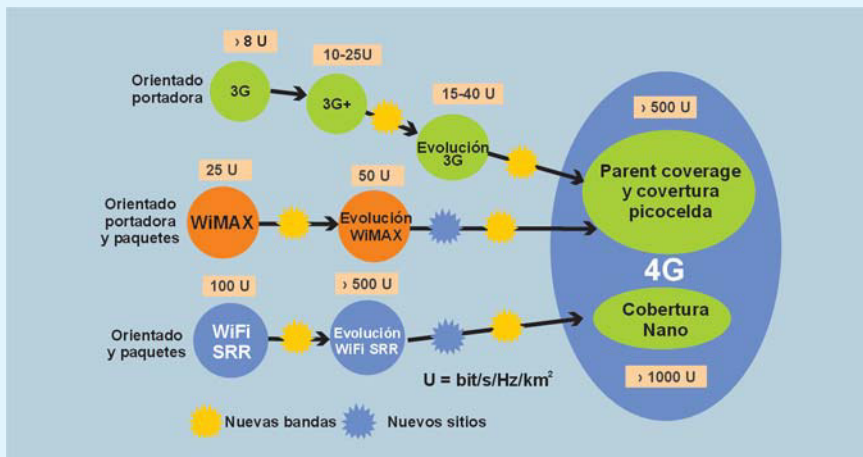 › 8 U
10-25U
Orientado
portadora
3G
3G+
15-40 U
Evolución
3G
› 500 U
Parent coverage
y covertura
picocelda
25 U
50 U
Orientado
portadora
y paquetes
WiMAX
Evolución
WiMAX
4G
100 U
› 500 U
Orientado
y paquetes
WiFi
SRR
Evolución
WiFi SRR
Cobertura
Nano
U = bit/s/Hz/km²
› 1000 U
Nuevas bandas
Nuevos sitios